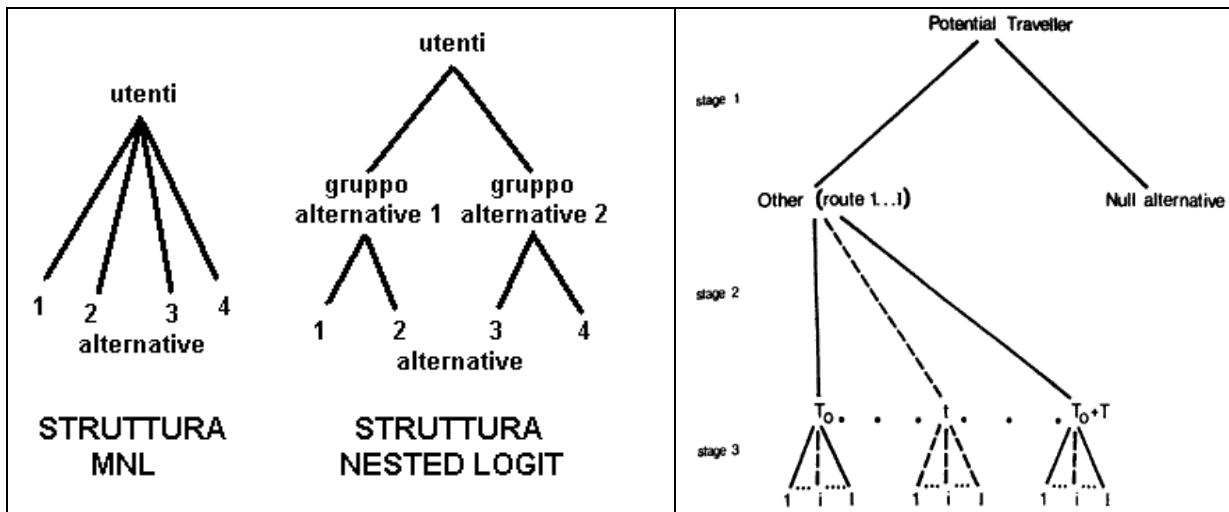 utenti
1 2 3 4
alternative
STRUTTURA
MNL
utenti
gruppo gruppo
alternative 1 alternative 2
1 2 3 4
alternative
STRUTTURA
NESTED LOGIT
Potential Traveller
stage 1
Other (route 1...I) Null alternative
stage 2
To . . . . t . . . . To+T
stage 3
1 ... i ... I 1 ... i ... I 1 ... i ... I